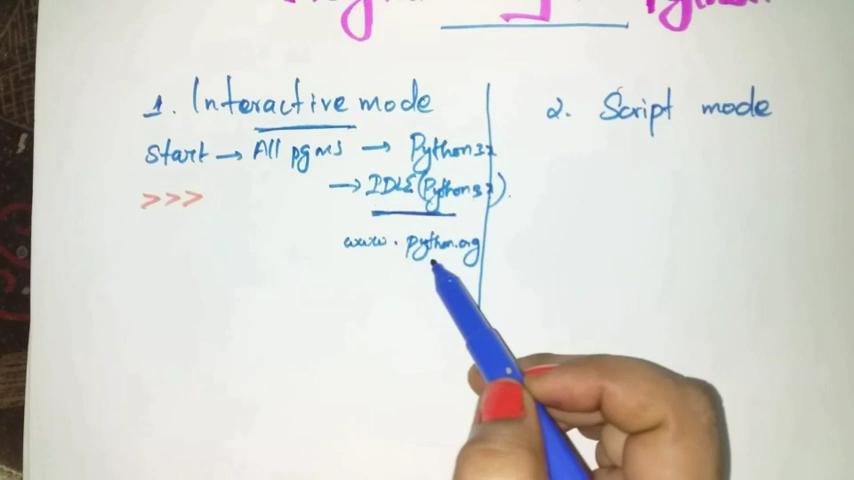 Python
1. Interactive mode
Start → All pgms → Python 3.7
→ IDLE (Python 3.7).
>>>
www.python.org
2. Script mode